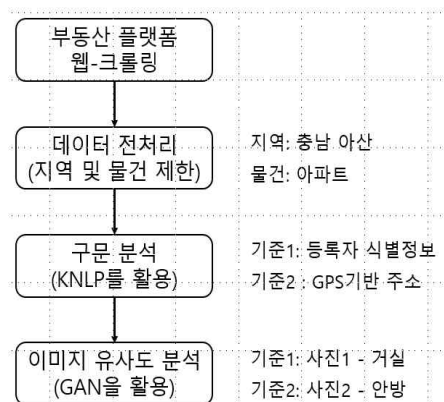 부동산 플랫폼
웹-크롤링
데이터 전처리
(지역 및 물건 제한)
지역: 충남 아산
물건: 아파트
구문 분석
(KNLP를 활용)
기준1: 등록자 식별정보
기준2 : GPS기반 주소
이미지 유사도 분석
(GAN을 활용)
기준1: 사진1 - 거실
기준2: 사진2 - 안방